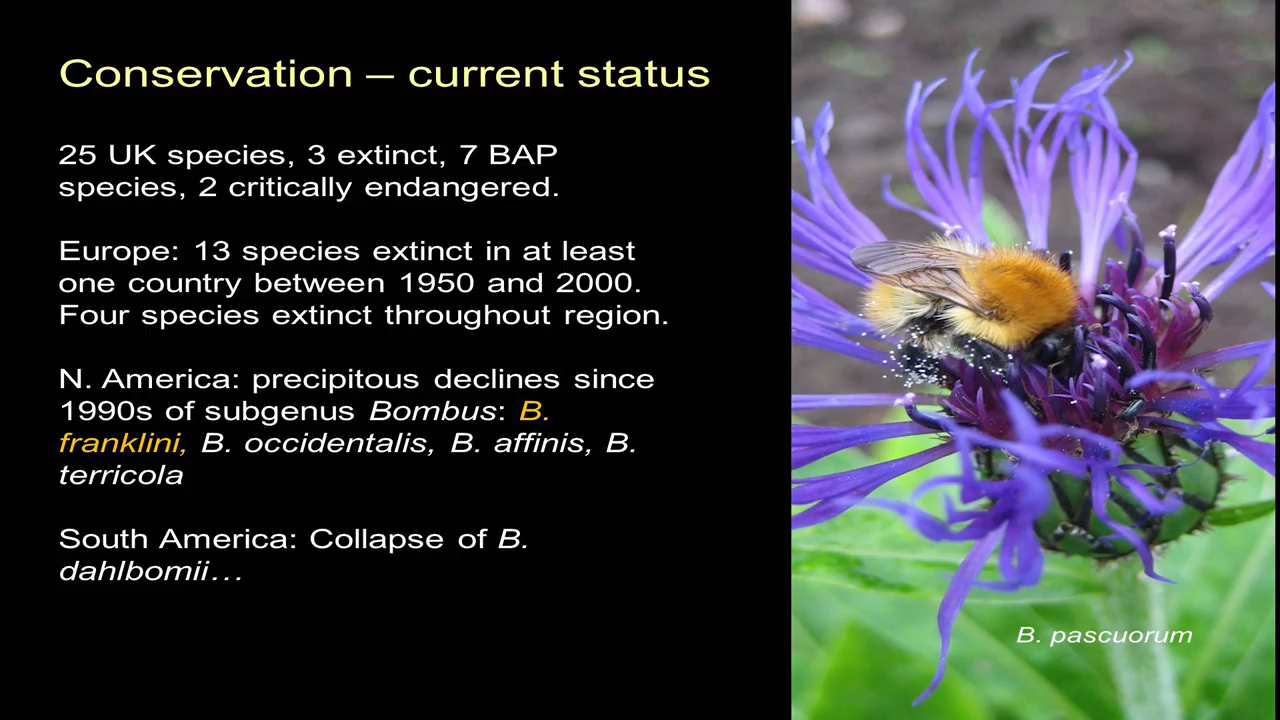 Conservation – current status
25 UK species, 3 extinct, 7 BAP
species, 2 critically endangered.
Europe: 13 species extinct in at least
one country between 1950 and 2000.
Four species extinct throughout region.
N. America: precipitous declines since
1990s of subgenus Bombus: B.
franklini, B. occidentalis, B. affinis, B.
terricola
South America: Collapse of B.
dahlbomii…
B. pascuorum